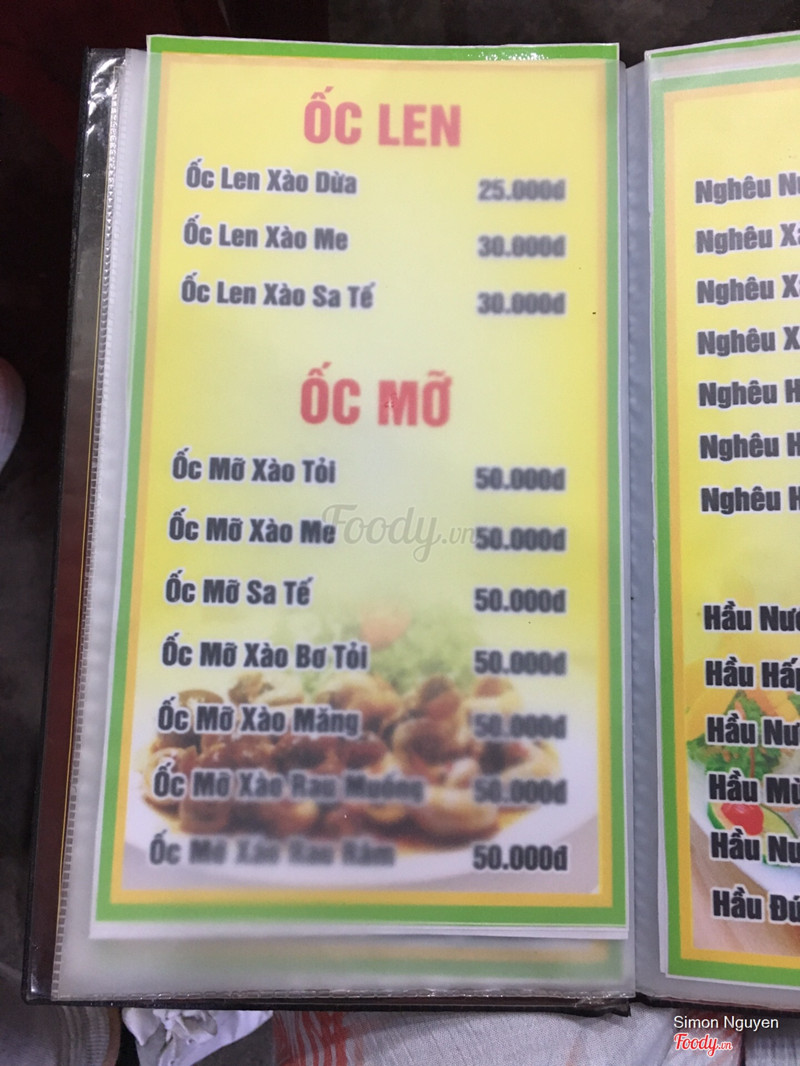 ỐC LEN
Ốc Len Xào Dừa 25.000đ
Ốc Len Xào Me 30.000đ
Ốc Len Xào Sa Tế 30.000đ
ỐC MỠ
Ốc Mỡ Xào Tỏi 50.000đ
Ốc Mỡ Xào Me 50.000đ
Ốc Mỡ Sa Tế 50.000đ
Ốc Mỡ Xào Bơ Tỏi 50.000đ
Ốc Mỡ Xào Măng 50.000đ
Ốc Mỡ Xào Rau Muống 50.000đ
Ốc Mỡ Xào Rau Răm 50.000đ
Foody.vn
Nghêu
Nghêu
Nghêu
Nghêu
Nghêu
Nghêu
Nghêu
Hầu
Hầu Hấp
Hầu
Hầu
Hầu
Hầu
Simon Nguyen
Foody.vn